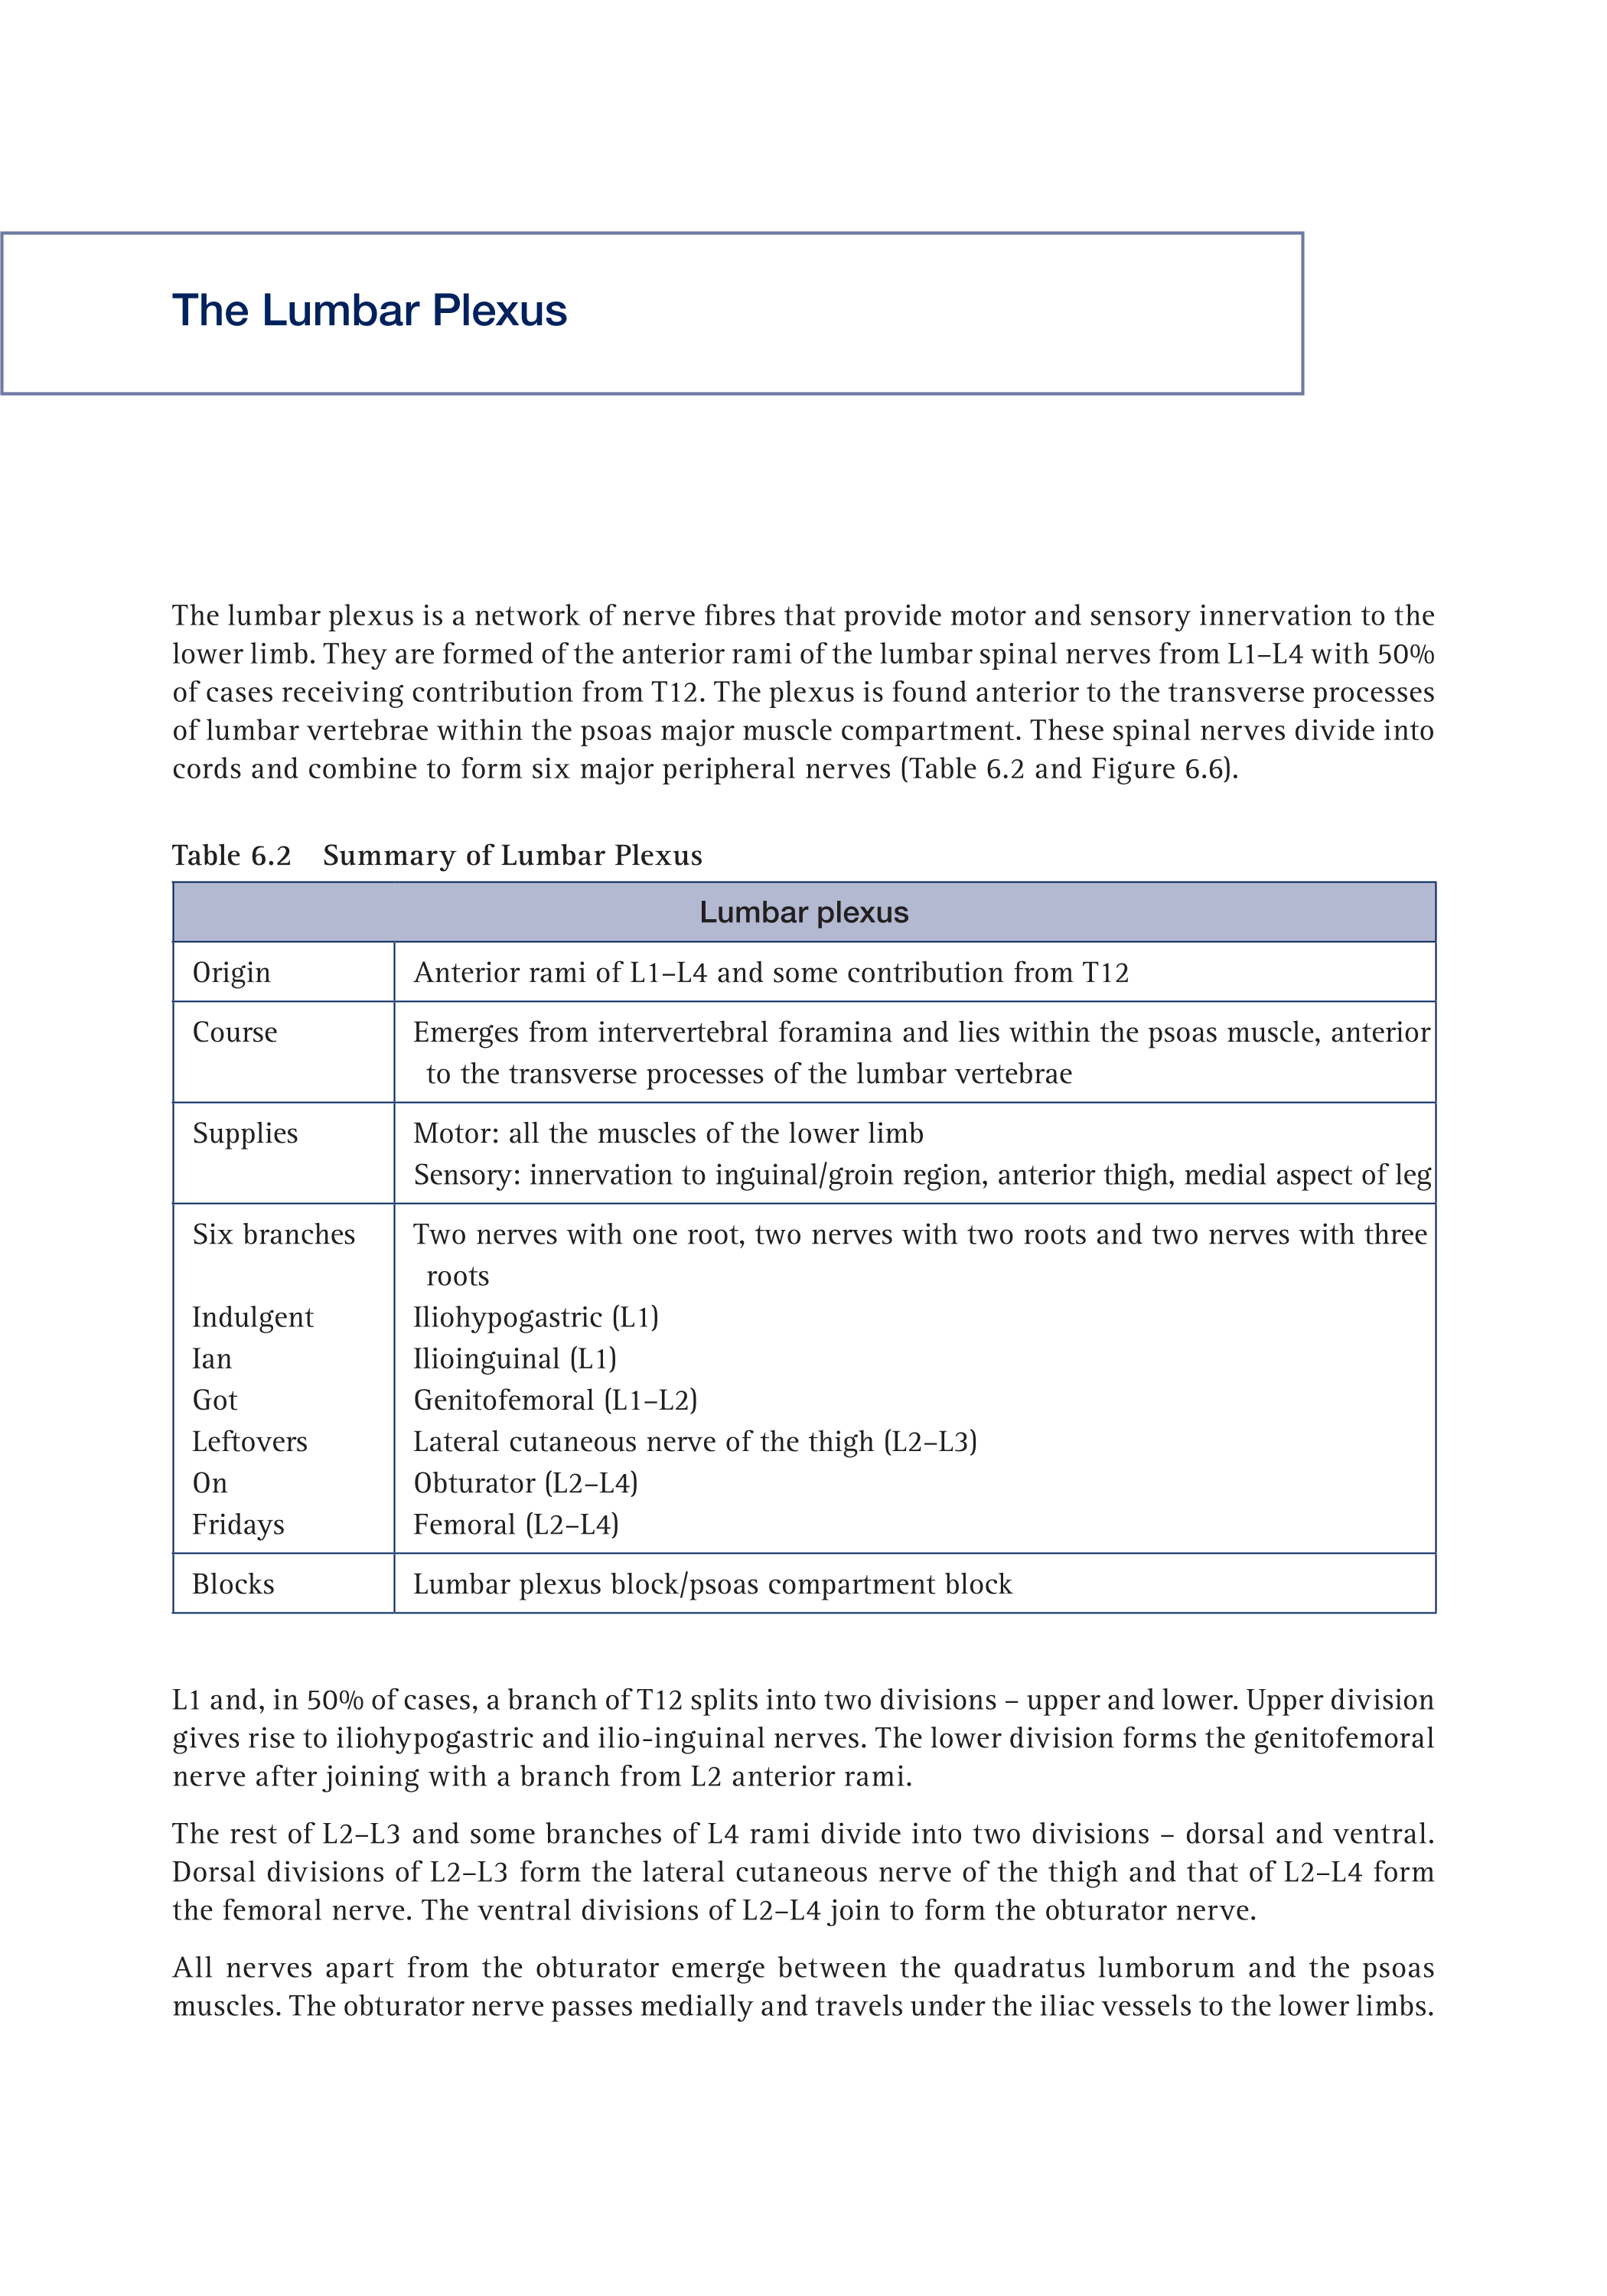 The Lumbar Plexus
The lumbar plexus is a network of nerve fibres that provide motor and sensory innervation to the
lower limb. They are formed of the anterior rami of the lumbar spinal nerves from L1–L4 with 50%
of cases receiving contribution from T12. The plexus is found anterior to the transverse processes
of lumbar vertebrae within the psoas major muscle compartment. These spinal nerves divide into
cords and combine to form six major peripheral nerves (Table 6.2 and Figure 6.6).
Table 6.2 Summary of Lumbar Plexus
Lumbar plexus
Origin Anterior rami of L1–L4 and some contribution from T12
Course Emerges from intervertebral foramina and lies within the psoas muscle, anterior
to the transverse processes of the lumbar vertebrae
Supplies Motor: all the muscles of the lower limb
Sensory: innervation to inguinal/groin region, anterior thigh, medial aspect of leg
Six branches Two nerves with one root, two nerves with two roots and two nerves with three
roots
Indulgent Iliohypogastric (L1)
Ian Ilioinguinal (L1)
Got Genitofemoral (L1–L2)
Leftovers Lateral cutaneous nerve of the thigh (L2–L3)
On Obturator (L2–L4)
Fridays Femoral (L2–L4)
Blocks Lumbar plexus block/psoas compartment block
L1 and, in 50% of cases, a branch of T12 splits into two divisions – upper and lower. Upper division
gives rise to iliohypogastric and ilio-inguinal nerves. The lower division forms the genitofemoral
nerve after joining with a branch from L2 anterior rami.
The rest of L2–L3 and some branches of L4 rami divide into two divisions – dorsal and ventral.
Dorsal divisions of L2–L3 form the lateral cutaneous nerve of the thigh and that of L2–L4 form
the femoral nerve. The ventral divisions of L2–L4 join to form the obturator nerve.
All nerves apart from the obturator emerge between the quadratus lumborum and the psoas
muscles. The obturator nerve passes medially and travels under the iliac vessels to the lower limbs.